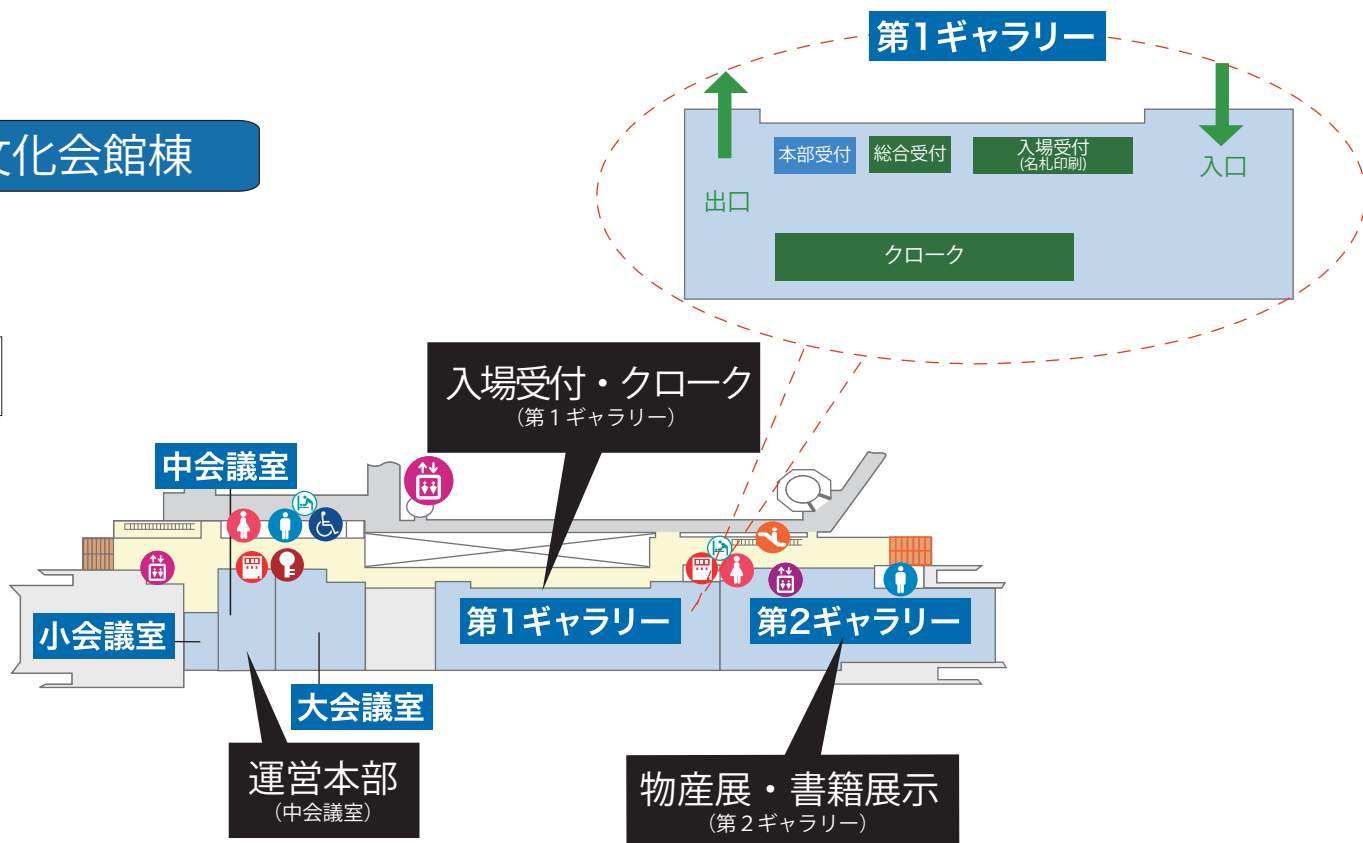 第1ギャラリー
文化会館棟
本部受付
総合受付
入場受付
(名札印刷)
入口
出口
クローク
入場受付・クローク
（第１ギャラリー）
中会議室
第1ギャラリー
第2ギャラリー
小会議室
大会議室
運営本部
（中会議室）
物産展・書籍展示
（第２ギャラリー）